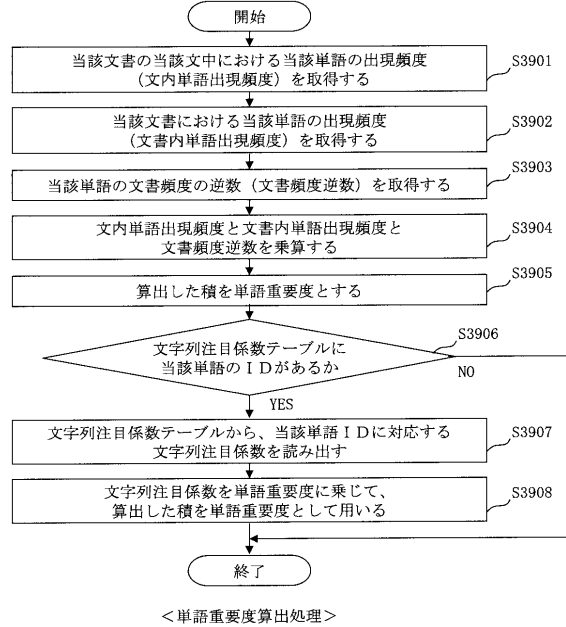 開始
当該文書の当該文中における当該単語の出現頻度
（文内単語出現頻度）を取得する
S3901
当該文書における当該単語の出現頻度
（文書内単語出現頻度）を取得する
S3902
当該単語の文書頻度の逆数（文書頻度逆数）を取得する
S3903
文内単語出現頻度と文書内単語出現頻度と
文書頻度逆数を乗算する
S3904
算出した積を単語重要度とする
S3905
文字列注目係数テーブルに
当該単語のＩＤがあるか
S3906
NO
YES
文字列注目係数テーブルから、当該単語ＩＤに対応する
文字列注目係数を読み出す
S3907
文字列注目係数を単語重要度に乗じて、
算出した積を単語重要度として用いる
S3908
終了
＜単語重要度算出処理＞